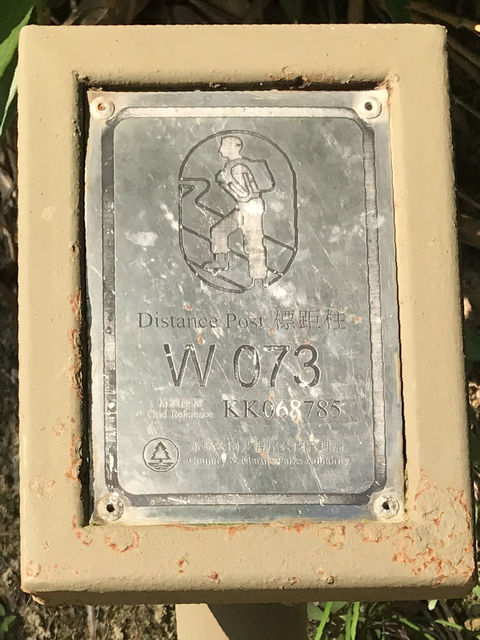 Distance Post 標距柱
W 073
Grid Reference KK068785
Country & Marine Parks Authority